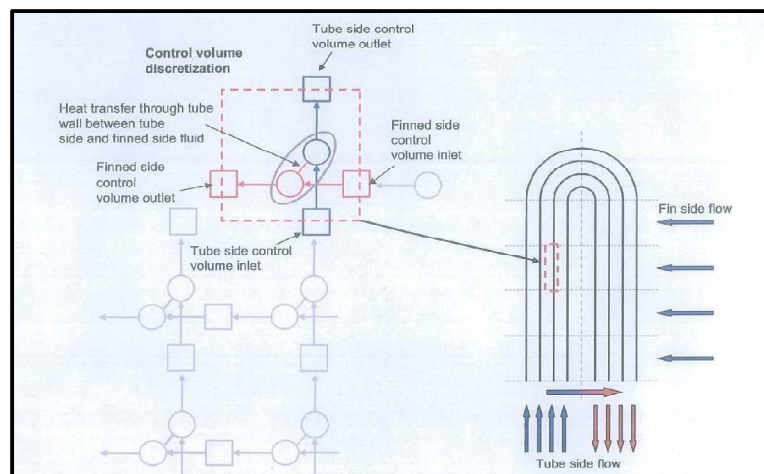 Tube side control
volume outlet
Control volume
discretization
Heat transfer through tube
wall between tube
side and finned side fluid
Finned side
control
volume inlet
Finned side
control
volume outlet
Tube side control
volume inlet
Fin side flow
Tube side flow